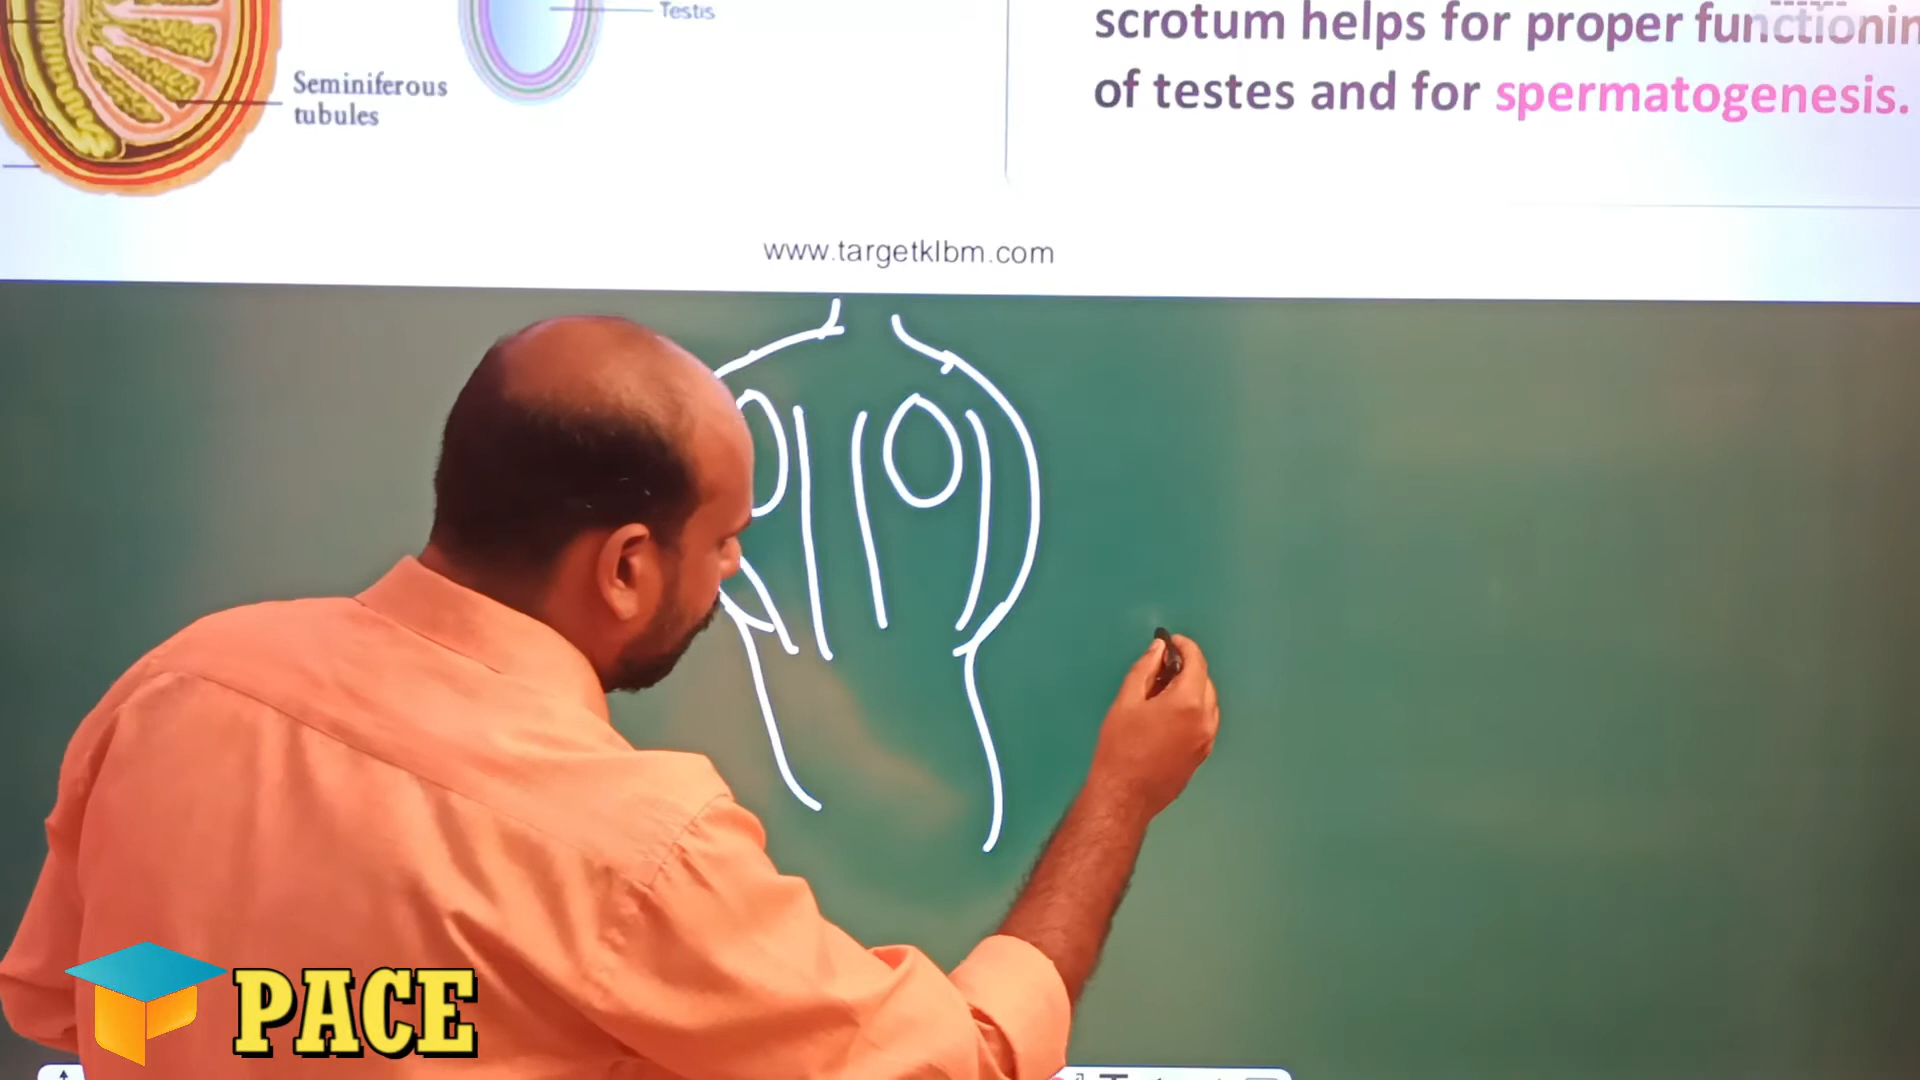 Testis
Seminiferous
tubules
scrotum helps for proper functionin
of testes and for spermatogenesis.
www.targetklbm.com
PACE